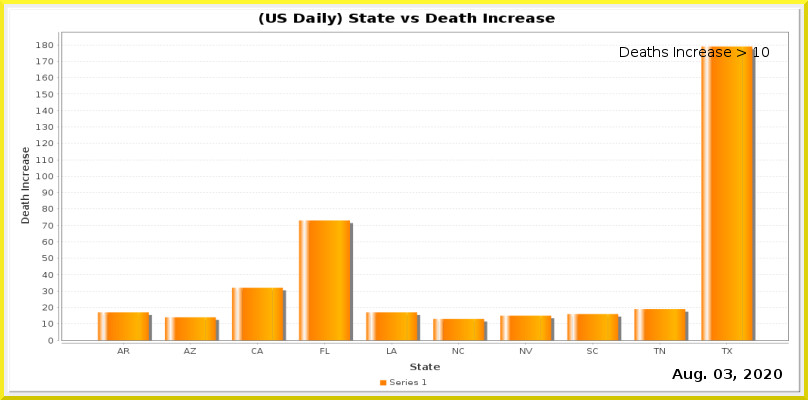 (US Daily) State vs Death Increase
Deaths Increase > 10
Death Increase
180
170
160
150
140
130
120
110
100
90
80
70
60
50
40
30
20
10
0
AR AZ CA FL LA NC NV SC TN TX
State
Series 1
Aug. 03, 2020